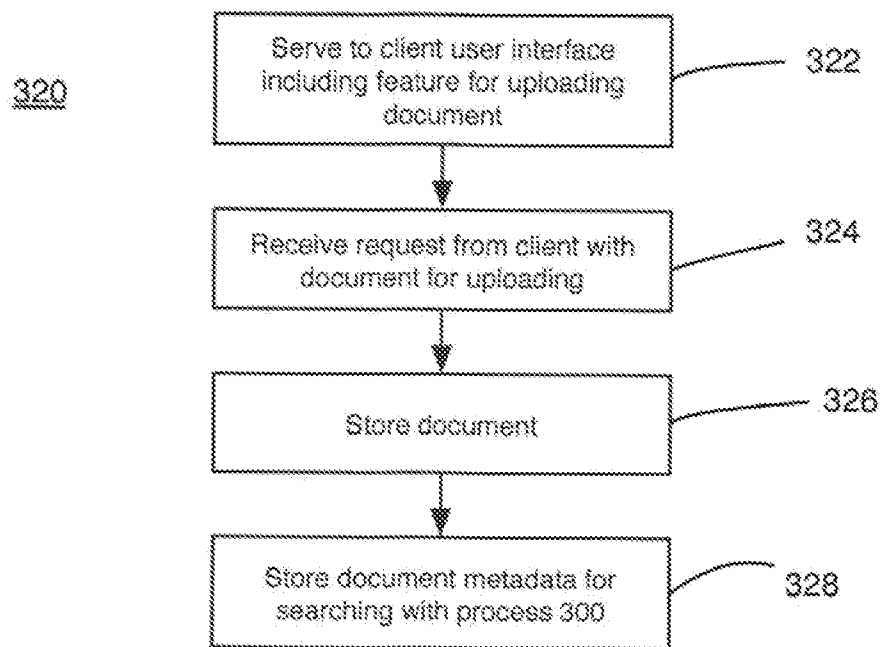 320
Serve to client user interface
including feature for uploading
document
322
Receive request from client with
document for uploading
324
Store document
326
Store document metadata for
searching with process 300
328